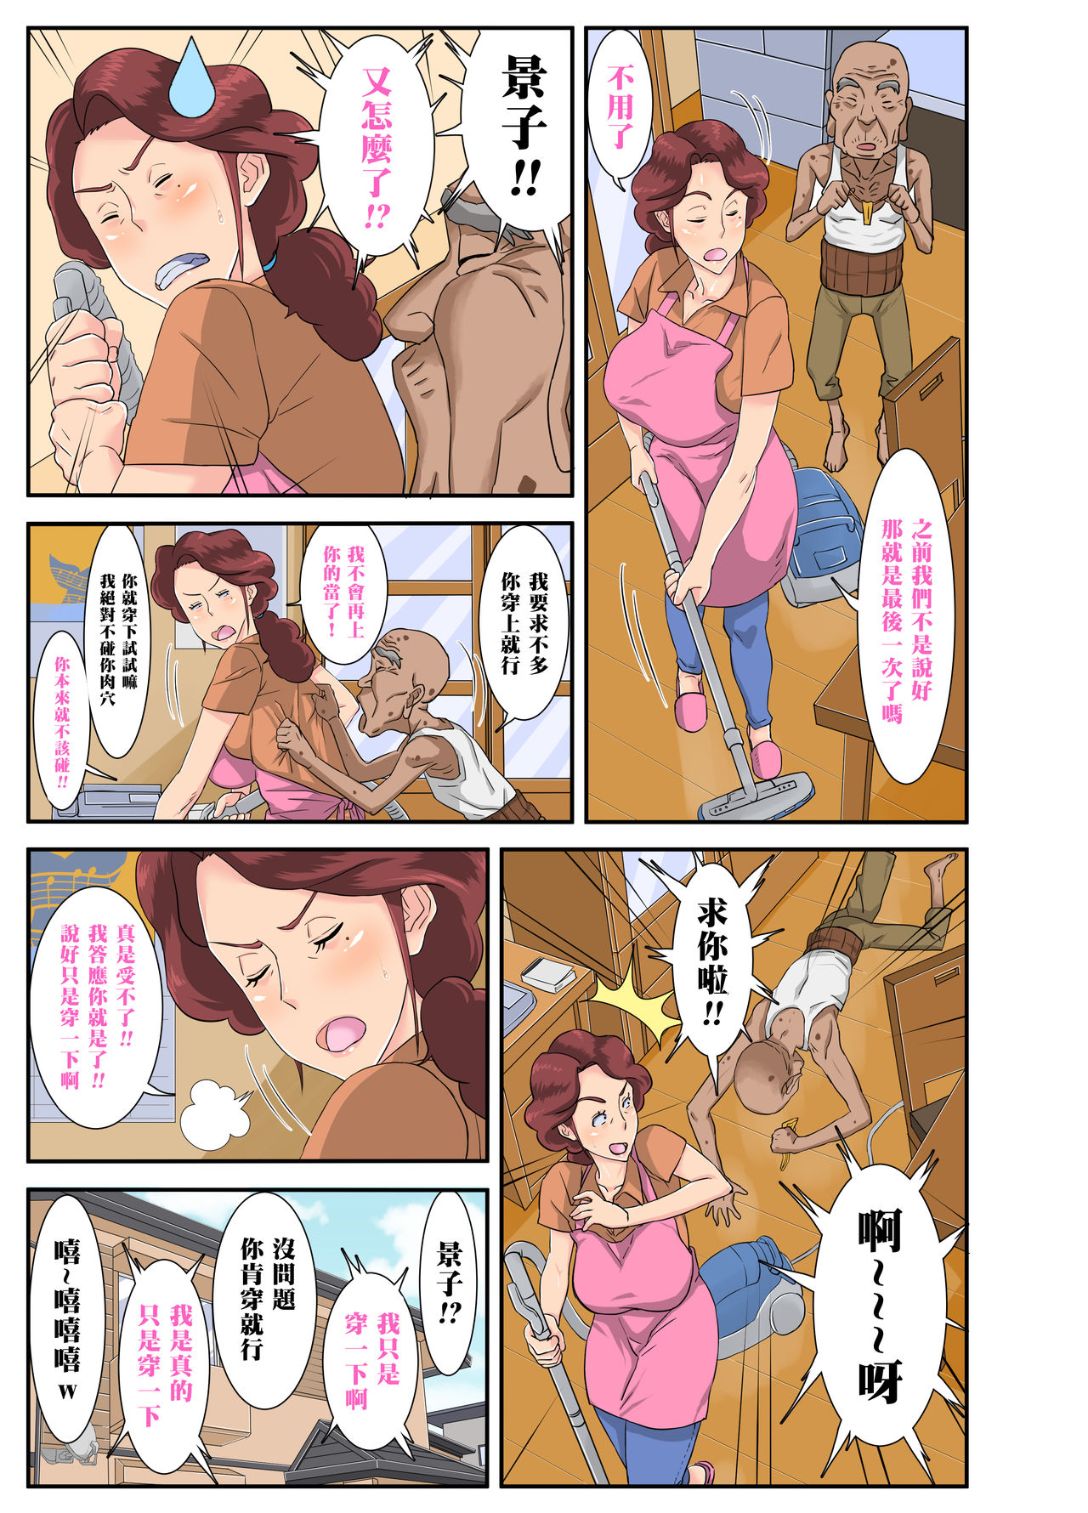 不用了
之前我們不是說好
那就是最後一次了嗎
景子!!
又怎麼了!?
我要求不多
你穿上就行
我不會再上
你的當了!
你就穿下試試嘛
我絕對不碰你肉穴
你本來就不該碰!!
求你啦!!
啊～～～呀
真是受不了!!
我答應你就是了!!
說好只是穿一下啊
景子!?
我只是
穿一下啊
沒問題
你肯穿就行
我是真的
只是穿一下
嘻～嘻嘻嘻w